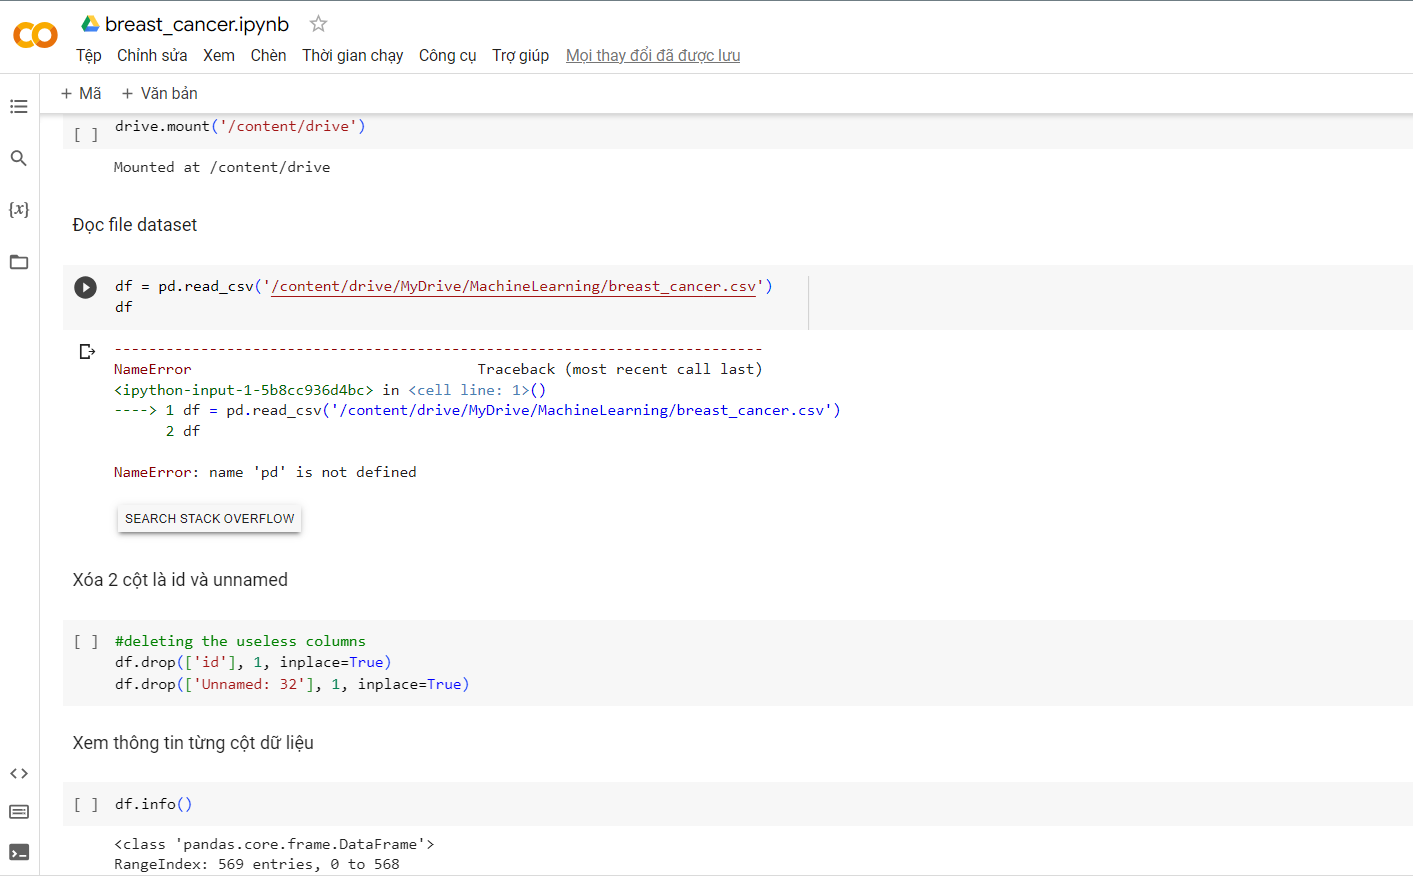 breast_cancer.ipynb
Tệp Chỉnh sửa Xem Chèn Thời gian chạy Công cụ Trợ giúp Mọi thay đổi đã được lưu
+ Mã + Văn bản
[ ] drive.mount('/content/drive')
Mounted at /content/drive
{x}
Đọc file dataset
df = pd.read_csv('/content/drive/MyDrive/MachineLearning/breast_cancer.csv')
df
---------------------------------------------------------------------------
NameError Traceback (most recent call last)
<ipython-input-1-5b8cc936d4bc> in <cell line: 1>()
----> 1 df = pd.read_csv('/content/drive/MyDrive/MachineLearning/breast_cancer.csv')
2 df
NameError: name 'pd' is not defined
SEARCH STACK OVERFLOW
Xóa 2 cột là id và unnamed
[ ] #deleting the useless columns
df.drop(['id'], 1, inplace=True)
df.drop(['Unnamed: 32'], 1, inplace=True)
Xem thông tin từng cột dữ liệu
[ ] df.info()
<class 'pandas.core.frame.DataFrame'>
RangeIndex: 569 entries, 0 to 568